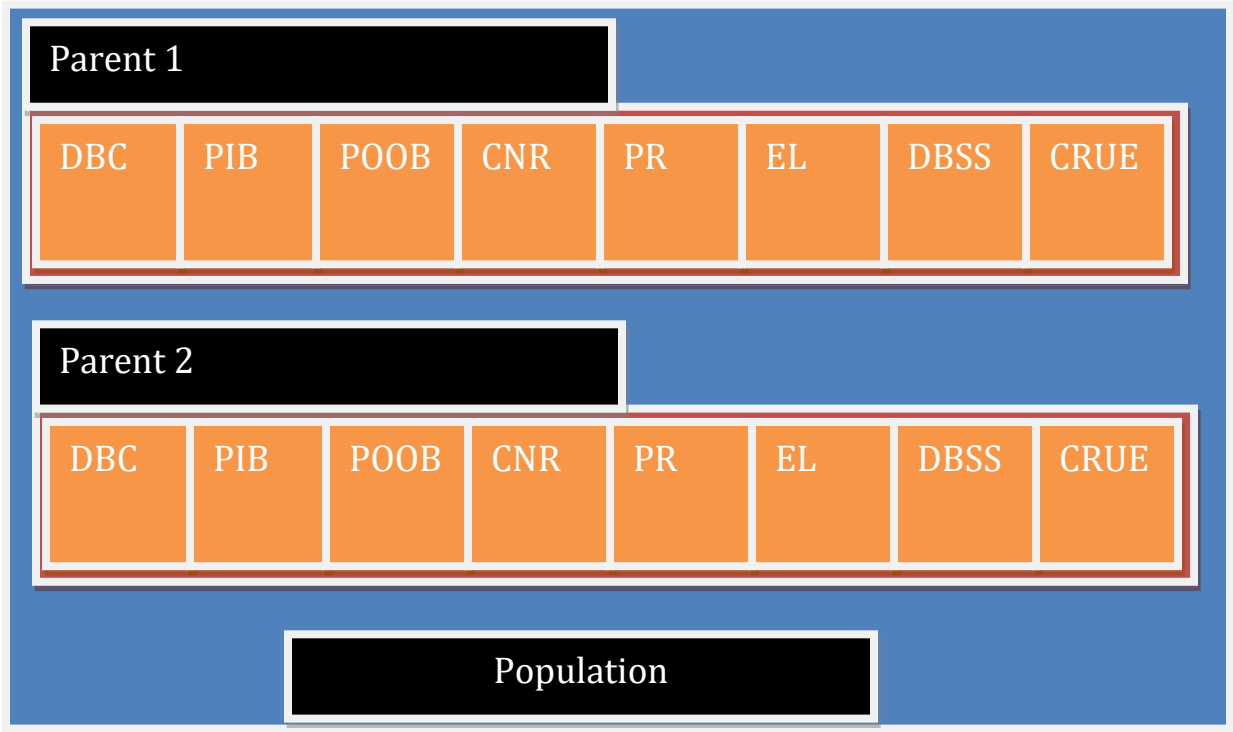 Parent 1
DBC PIB POOB CNR PR EL DBSS CRUE
Parent 2
DBC PIB POOB CNR PR EL DBSS CRUE
Population